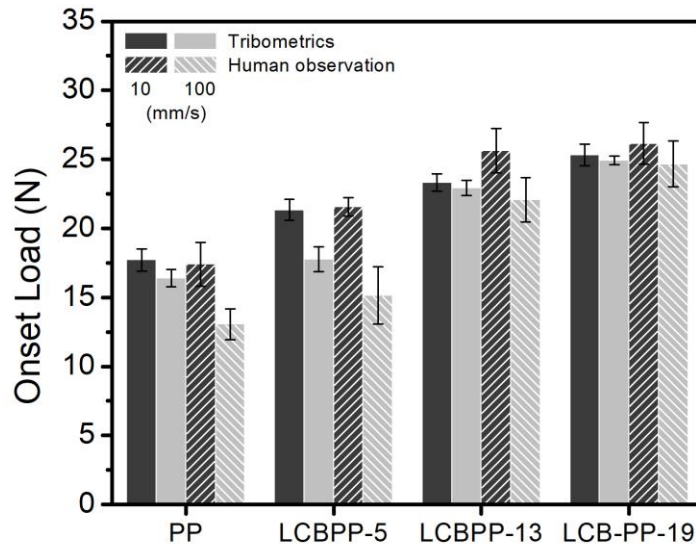 35
30
25
20
15
10
5
0
Onset Load (N)
Tribometrics
Human observation
10 100
(mm/s)
PP LCBPP-5 LCBPP-13 LCB-PP-19